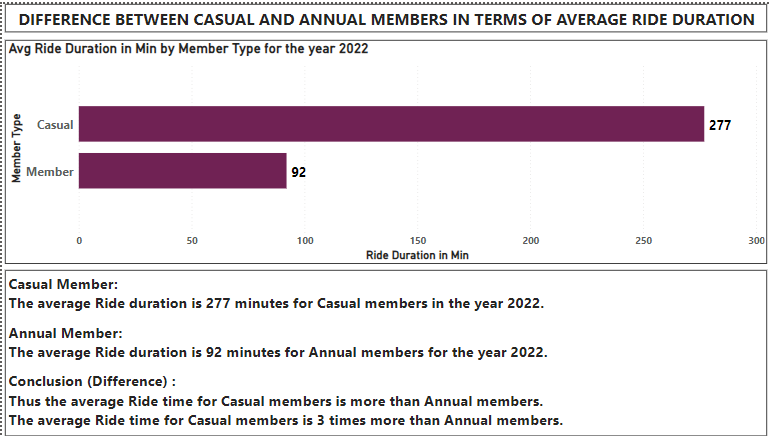 DIFFERENCE BETWEEN CASUAL AND ANNUAL MEMBERS IN TERMS OF AVERAGE RIDE DURATION
Avg Ride Duration in Min by Member Type for the year 2022
Member Type
Casual
277
Member
92
0 50 100 150 200 250 300
Ride Duration in Min
Casual Member:
The average Ride duration is 277 minutes for Casual members in the year 2022.
Annual Member:
The average Ride duration is 92 minutes for Annual members for the year 2022.
Conclusion (Difference) :
Thus the average Ride time for Casual members is more than Annual members.
The average Ride time for Casual members is 3 times more than Annual members.